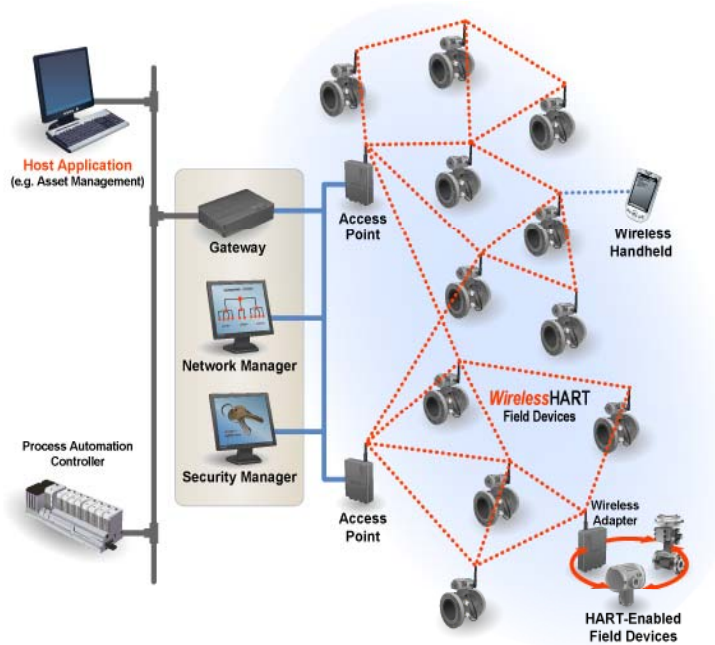 Host Application
(e.g. Asset Management)
Gateway
Access
Point
Wireless
Handheld
Network Manager
WirelessHART
Field Devices
Process Automation
Controller
Security Manager
Access
Point
Wireless
Adapter
HART-Enabled
Field Devices